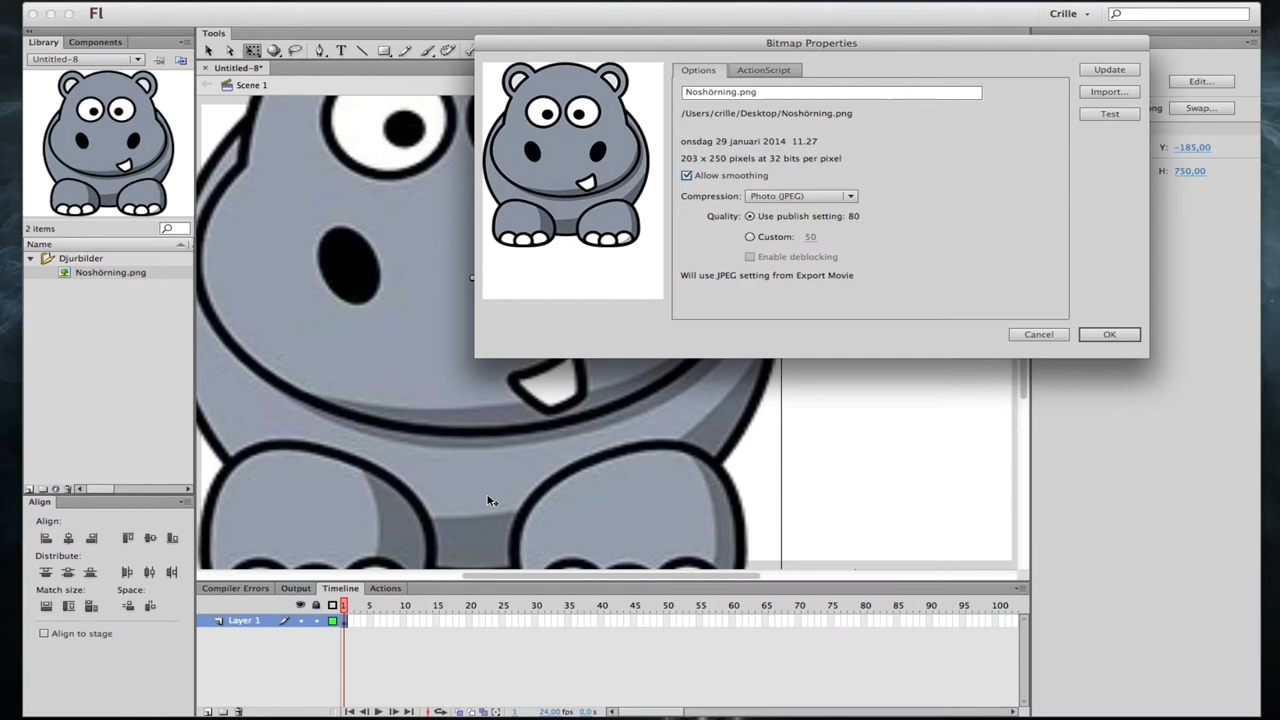 Fl
Crille
Library
Components
Untitled-8
2 items
Name
Djurbilder
Noshörning.png
Tools
Untitled-8*
Scene 1
Bitmap Properties
Options
ActionScript
Noshörning.png
/Users/crille/Desktop/Noshörning.png
onsdag 29 januari 2014 11.27
203 x 250 pixels at 32 bits per pixel
Allow smoothing
Compression: Photo (JPEG)
Quality: Use publish setting: 80
Custom: 50
Enable deblocking
Will use JPEG setting from Export Movie
Update
Import...
Test
Cancel
OK
Edit...
Swap...
Y: -185,00
H: 750,00
Align
Align:
Distribute:
Match size: Space:
Align to stage
Compiler Errors
Output
Timeline
Actions
1 5 10 15 20 25 30 35 40 45 50 55 60 65 70 75 80 85 90 95 100
Layer 1
1 24,00 fps 0,0 s